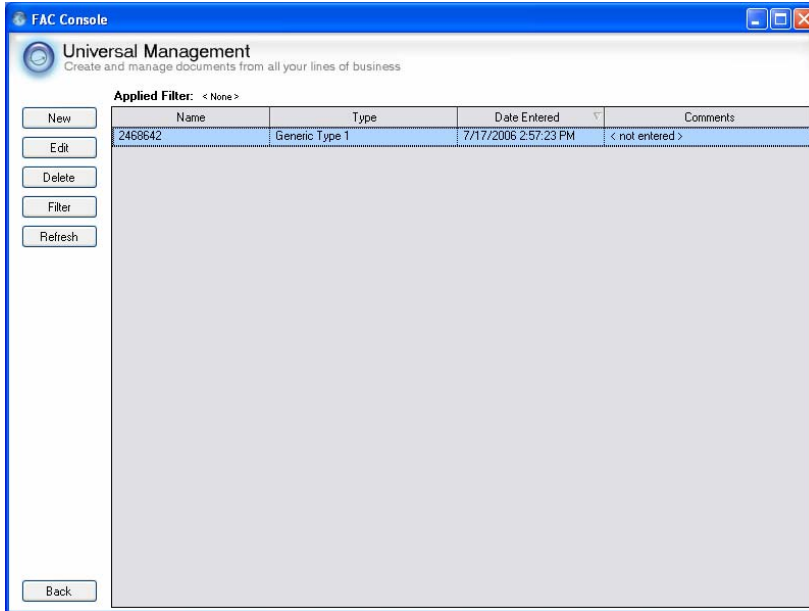 FAC Console
Universal Management
Create and manage documents from all your lines of business
Applied Filter: < None >
New
Edit
Delete
Filter
Refresh
Name Type Date Entered Comments
2468642 Generic Type 1 7/17/2006 2:57:23 PM < not entered >
Back